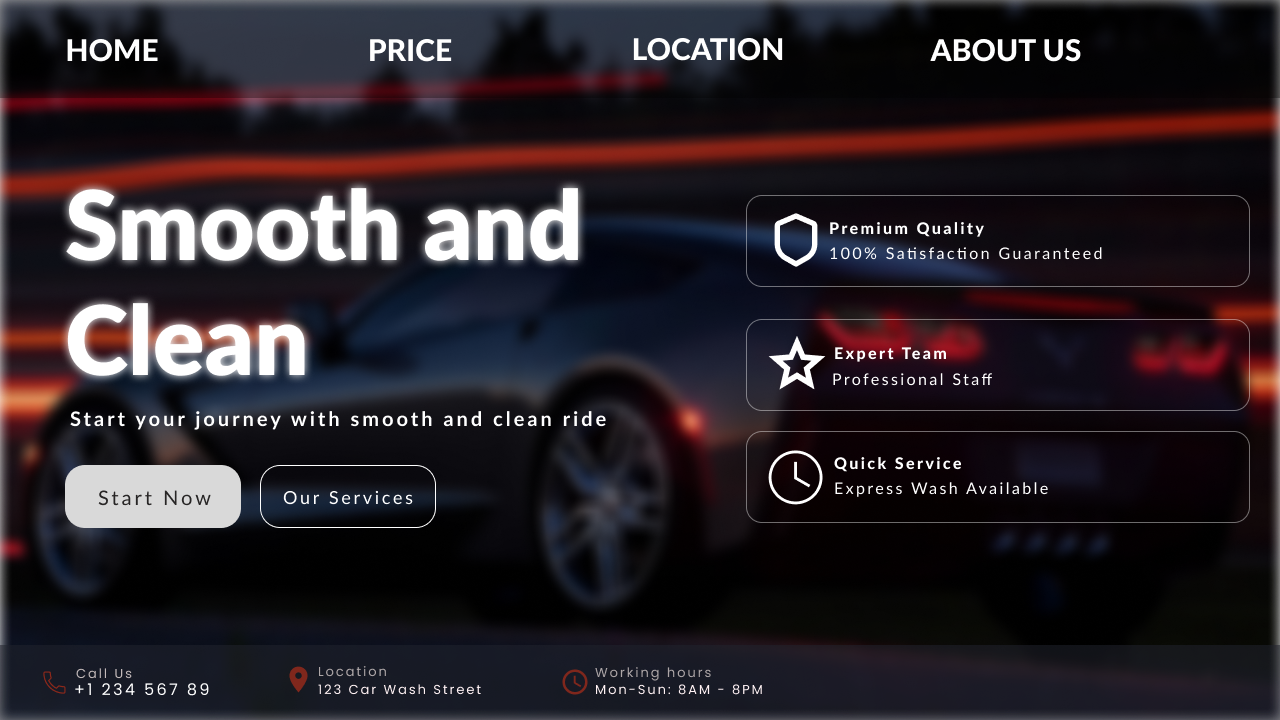 HOME
PRICE
LOCATION
ABOUT US
Smooth and
Clean
Start your journey with smooth and clean ride
Start Now
Our Services
Premium Quality
100% Satisfaction Guaranteed
Expert Team
Professional Staff
Quick Service
Express Wash Available
Call Us
+1 234 567 89
Location
123 Car Wash Street
Working hours
Mon-Sun: 8AM - 8PM